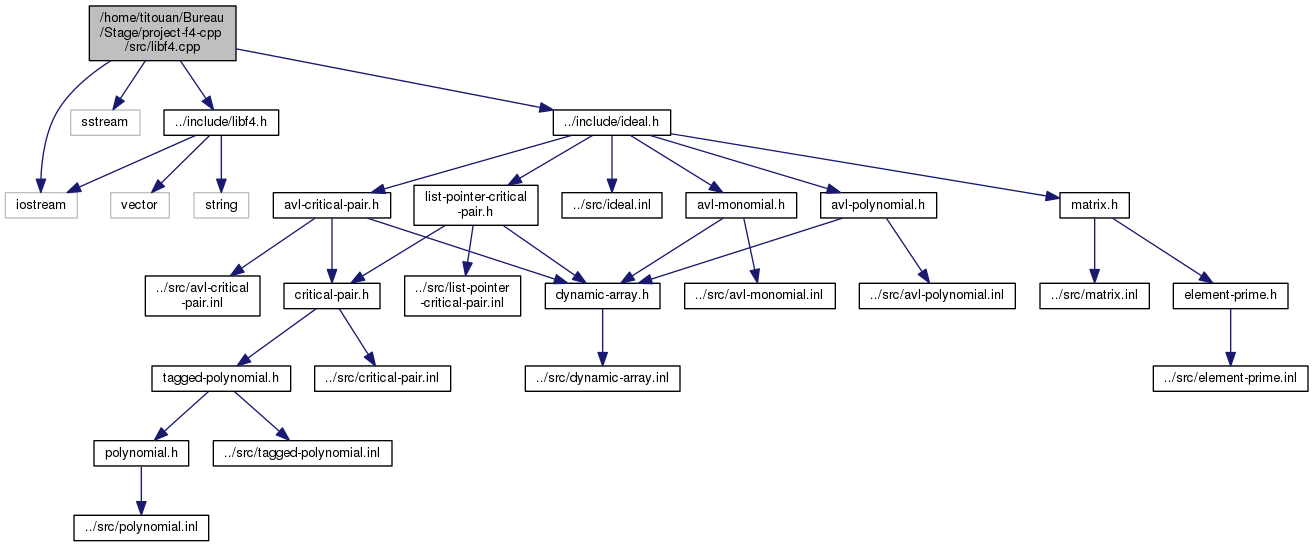 /home/titouan/Bureau
/Stage/project-f4-cpp
/src/libf4.cpp
sstream
../include/libf4.h
../include/ideal.h
iostream
vector
string
avl-critical-pair.h
list-pointer-critical
-pair.h
../src/ideal.inl
avl-monomial.h
avl-polynomial.h
matrix.h
../src/avl-critical
-pair.inl
critical-pair.h
../src/list-pointer
-critical-pair.inl
dynamic-array.h
../src/avl-monomial.inl
../src/avl-polynomial.inl
../src/matrix.inl
element-prime.h
tagged-polynomial.h
../src/critical-pair.inl
../src/dynamic-array.inl
../src/element-prime.inl
polynomial.h
../src/tagged-polynomial.inl
../src/polynomial.inl